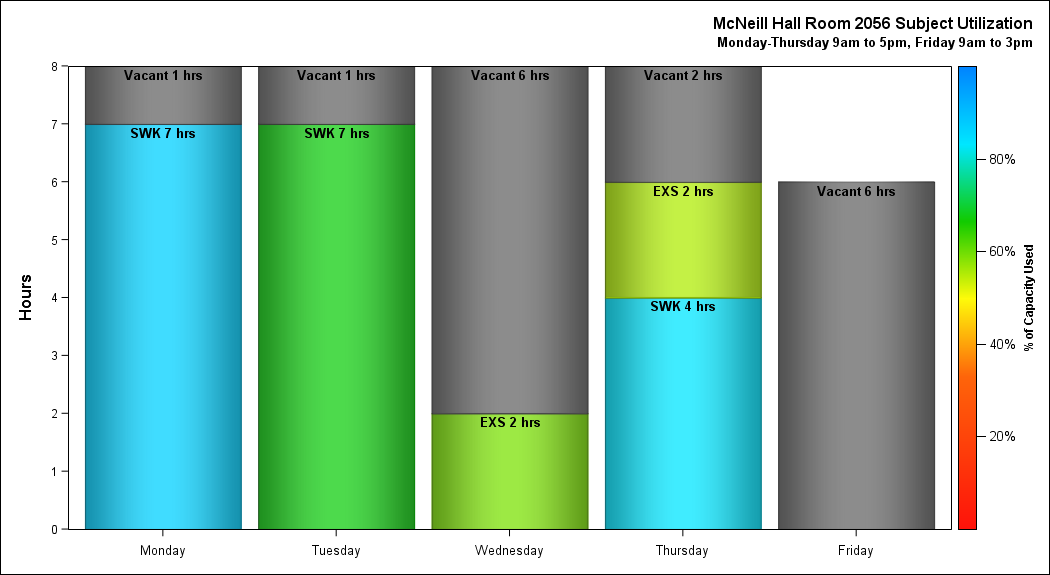 McNeill Hall Room 2056 Subject Utilization
Monday-Thursday 9am to 5pm, Friday 9am to 3pm
Hours
8
7
6
5
4
3
2
1
0
Vacant 1 hrs
SWK 7 hrs
Vacant 1 hrs
SWK 7 hrs
Vacant 6 hrs
EXS 2 hrs
Vacant 2 hrs
EXS 2 hrs
SWK 4 hrs
Vacant 6 hrs
Monday
Tuesday
Wednesday
Thursday
Friday
80%
60%
40%
20%
% of Capacity Used